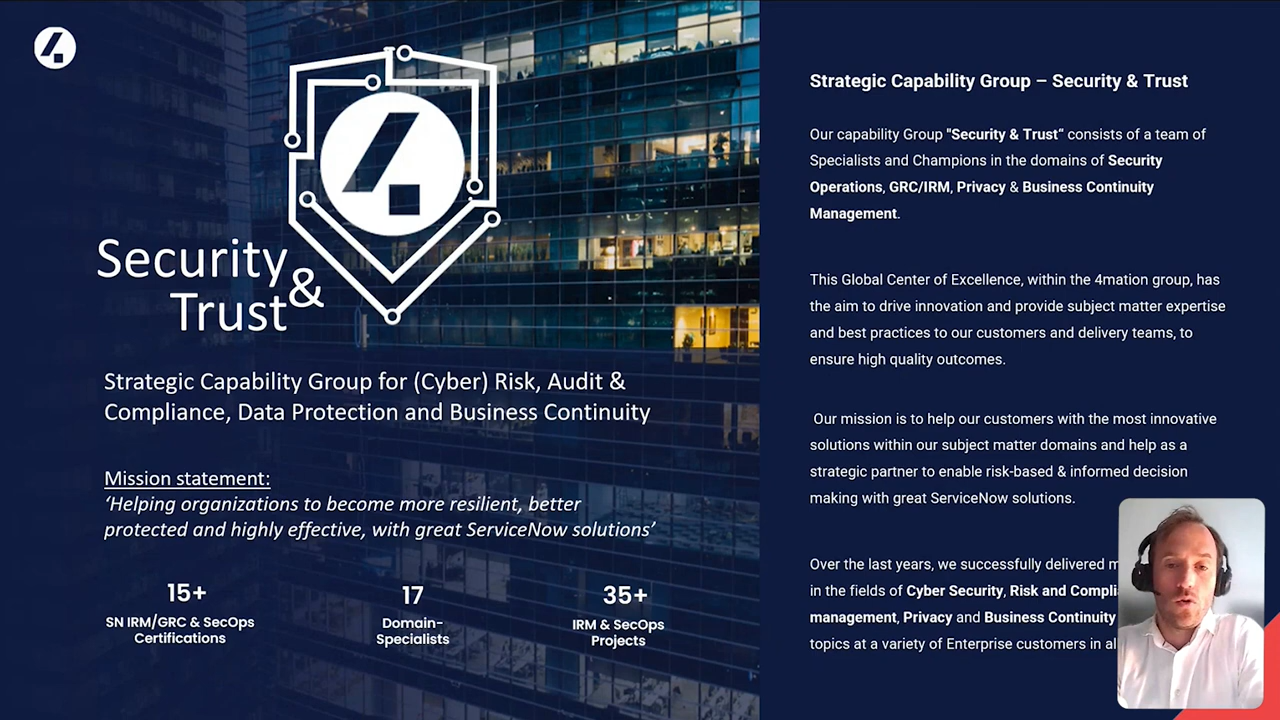 Security
&
Trust
Strategic Capability Group for (Cyber) Risk, Audit &
Compliance, Data Protection and Business Continuity
Mission statement:
‘Helping organizations to become more resilient, better
protected and highly effective, with great ServiceNow solutions’
15+
SN IRM/GRC & SecOps
Certifications
17
Domain-
Specialists
35+
IRM & SecOps
Projects
Strategic Capability Group – Security & Trust
Our capability Group "Security & Trust“ consists of a team of
Specialists and Champions in the domains of Security
Operations, GRC/IRM, Privacy & Business Continuity
Management.
This Global Center of Excellence, within the 4mation group, has
the aim to drive innovation and provide subject matter expertise
and best practices to our customers and delivery teams, to
ensure high quality outcomes.
Our mission is to help our customers with the most innovative
solutions within our subject matter domains and help as a
strategic partner to enable risk-based & informed decision
making with great ServiceNow solutions.
Over the last years, we successfully delivered
in the fields of Cyber Security, Risk and
management, Privacy and Business Continuity
topics at a variety of Enterprise customers in